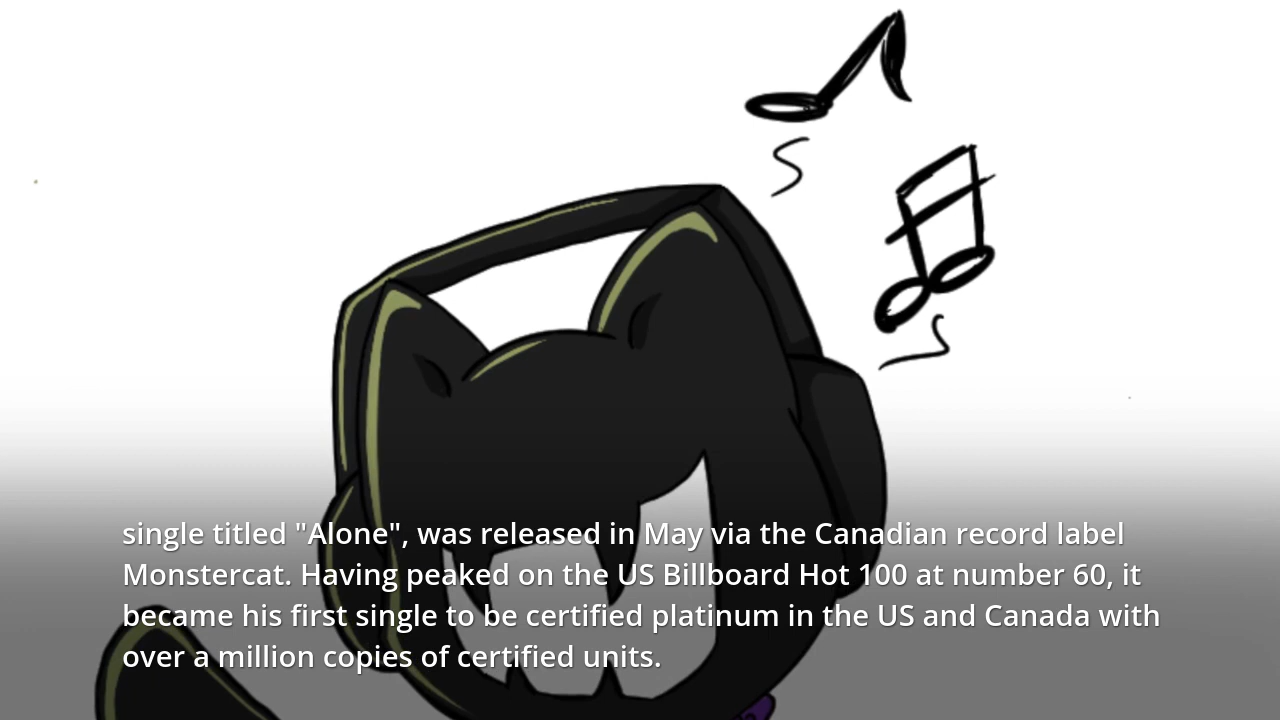 single titled "Alone", was released in May via the Canadian record label
Monstercat. Having peaked on the US Billboard Hot 100 at number 60, it
became his first single to be certified platinum in the US and Canada with
over a million copies of certified units.